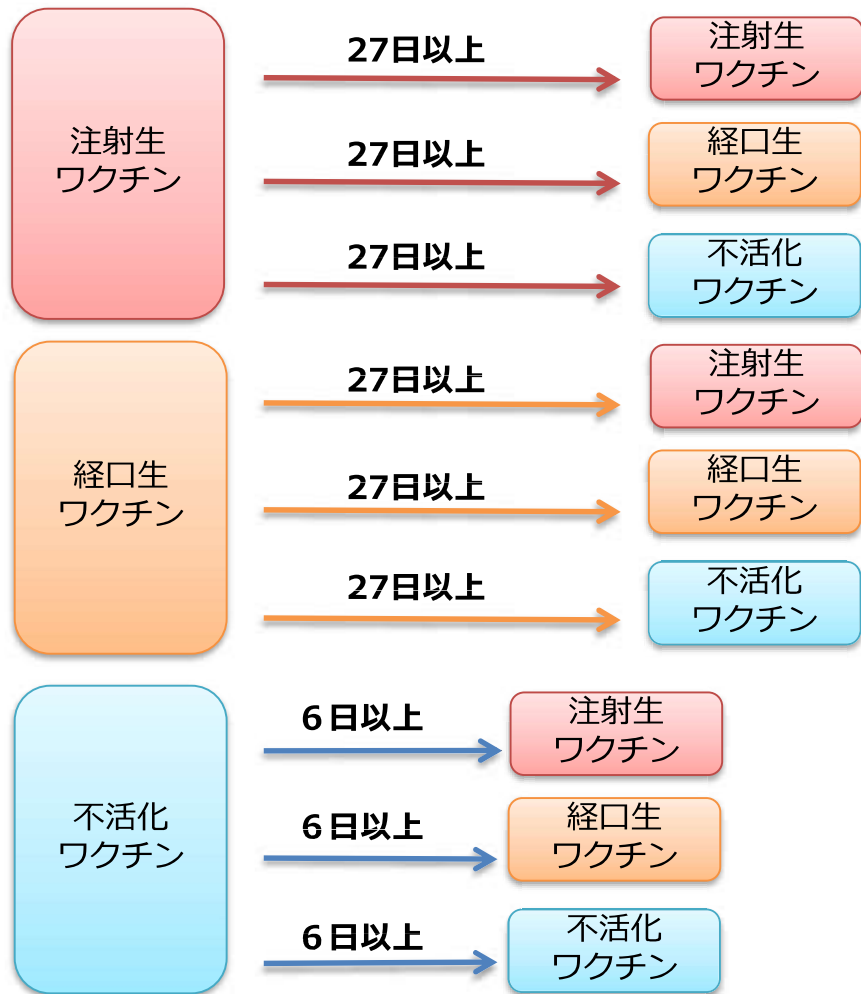 注射生
ワクチン
27日以上
注射生
ワクチン
27日以上
経口生
ワクチン
27日以上
不活化
ワクチン
経口生
ワクチン
27日以上
注射生
ワクチン
27日以上
経口生
ワクチン
27日以上
不活化
ワクチン
不活化
ワクチン
６日以上
注射生
ワクチン
６日以上
経口生
ワクチン
６日以上
不活化
ワクチン